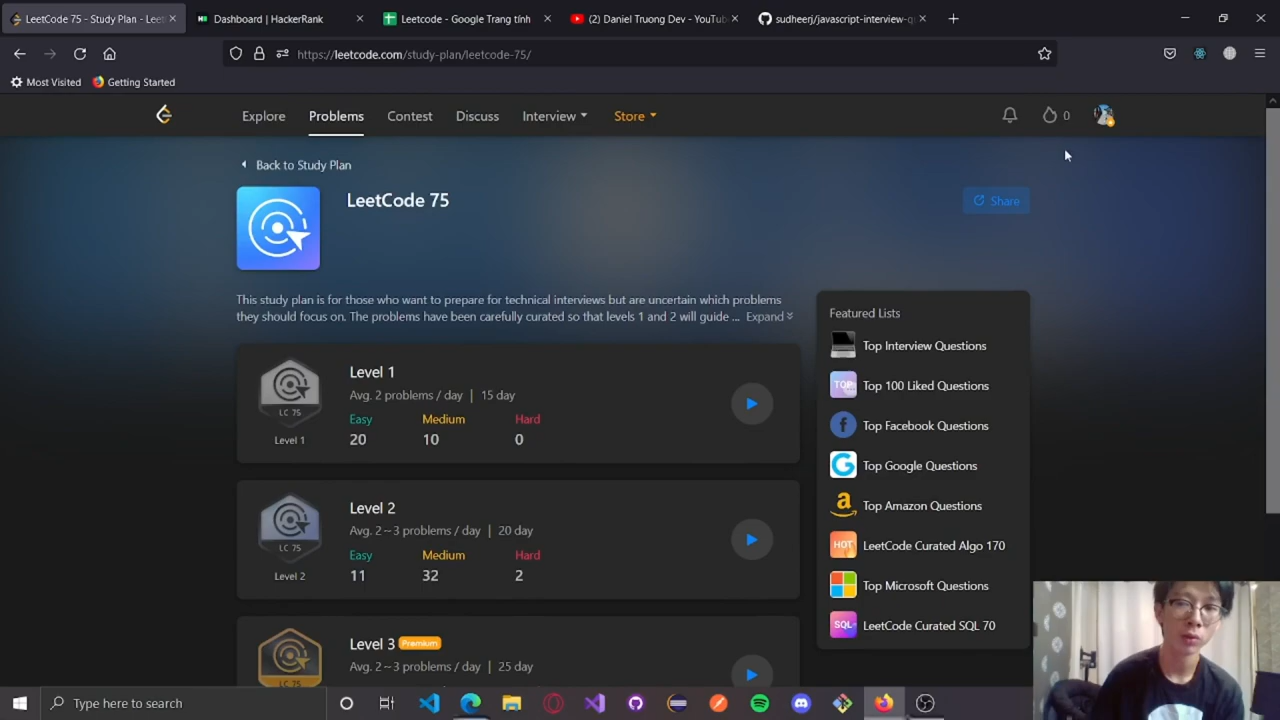 LeetCode 75 - Study Plan - Leet
Dashboard | HackerRank
Leetcode - Google Trang tính
(2) Daniel Truong Dev - YouTub
sudheerj/javascript-interview-q
https://leetcode.com/study-plan/leetcode-75/
Most Visited
Getting Started
Explore
Problems
Contest
Discuss
Interview
Store
0
Back to Study Plan
LeetCode 75
Share
This study plan is for those who want to prepare for technical interviews but are uncertain which problems
they should focus on. The problems have been carefully curated so that levels 1 and 2 will guide ... Expand
LC 75
Level 1
Level 1
Avg. 2 problems / day | 15 day
Easy Medium Hard
20 10 0
LC 75
Level 2
Level 2
Avg. 2~3 problems / day | 20 day
Easy Medium Hard
11 32 2
LC 75
Level 3 Premium
Avg. 2~3 problems / day | 25 day
Featured Lists
Top Interview Questions
TOP Top 100 Liked Questions
Top Facebook Questions
Top Google Questions
Top Amazon Questions
HOT LeetCode Curated Algo 170
Top Microsoft Questions
SQL LeetCode Curated SQL 70
Type here to search